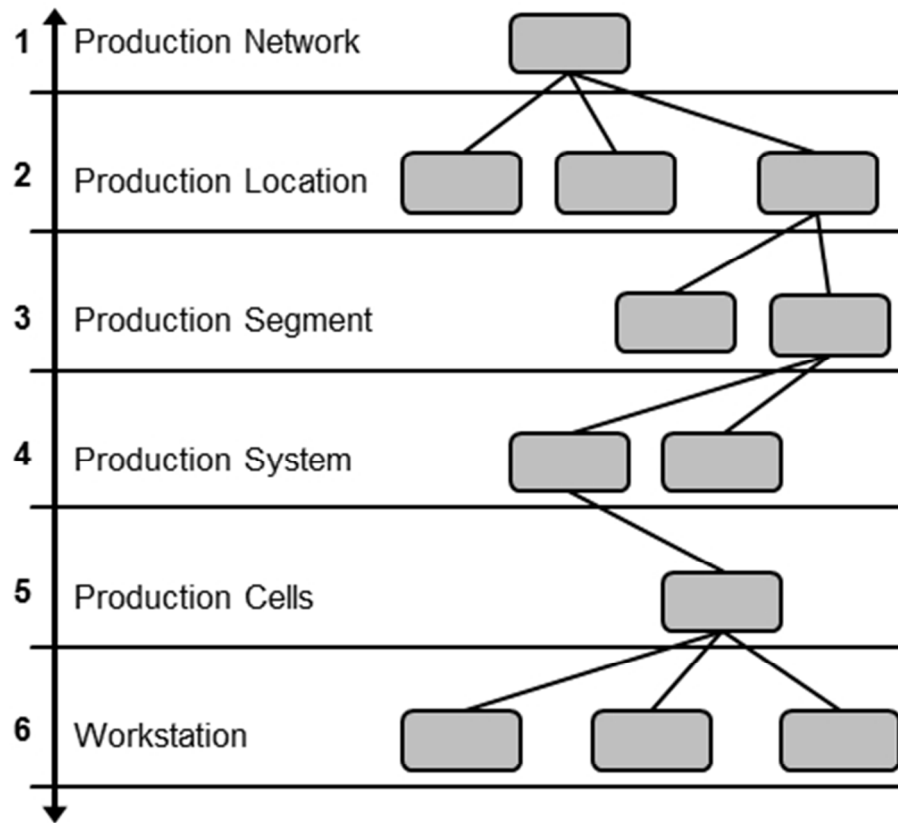 1 Production Network
2 Production Location
3 Production Segment
4 Production System
5 Production Cells
6 Workstation